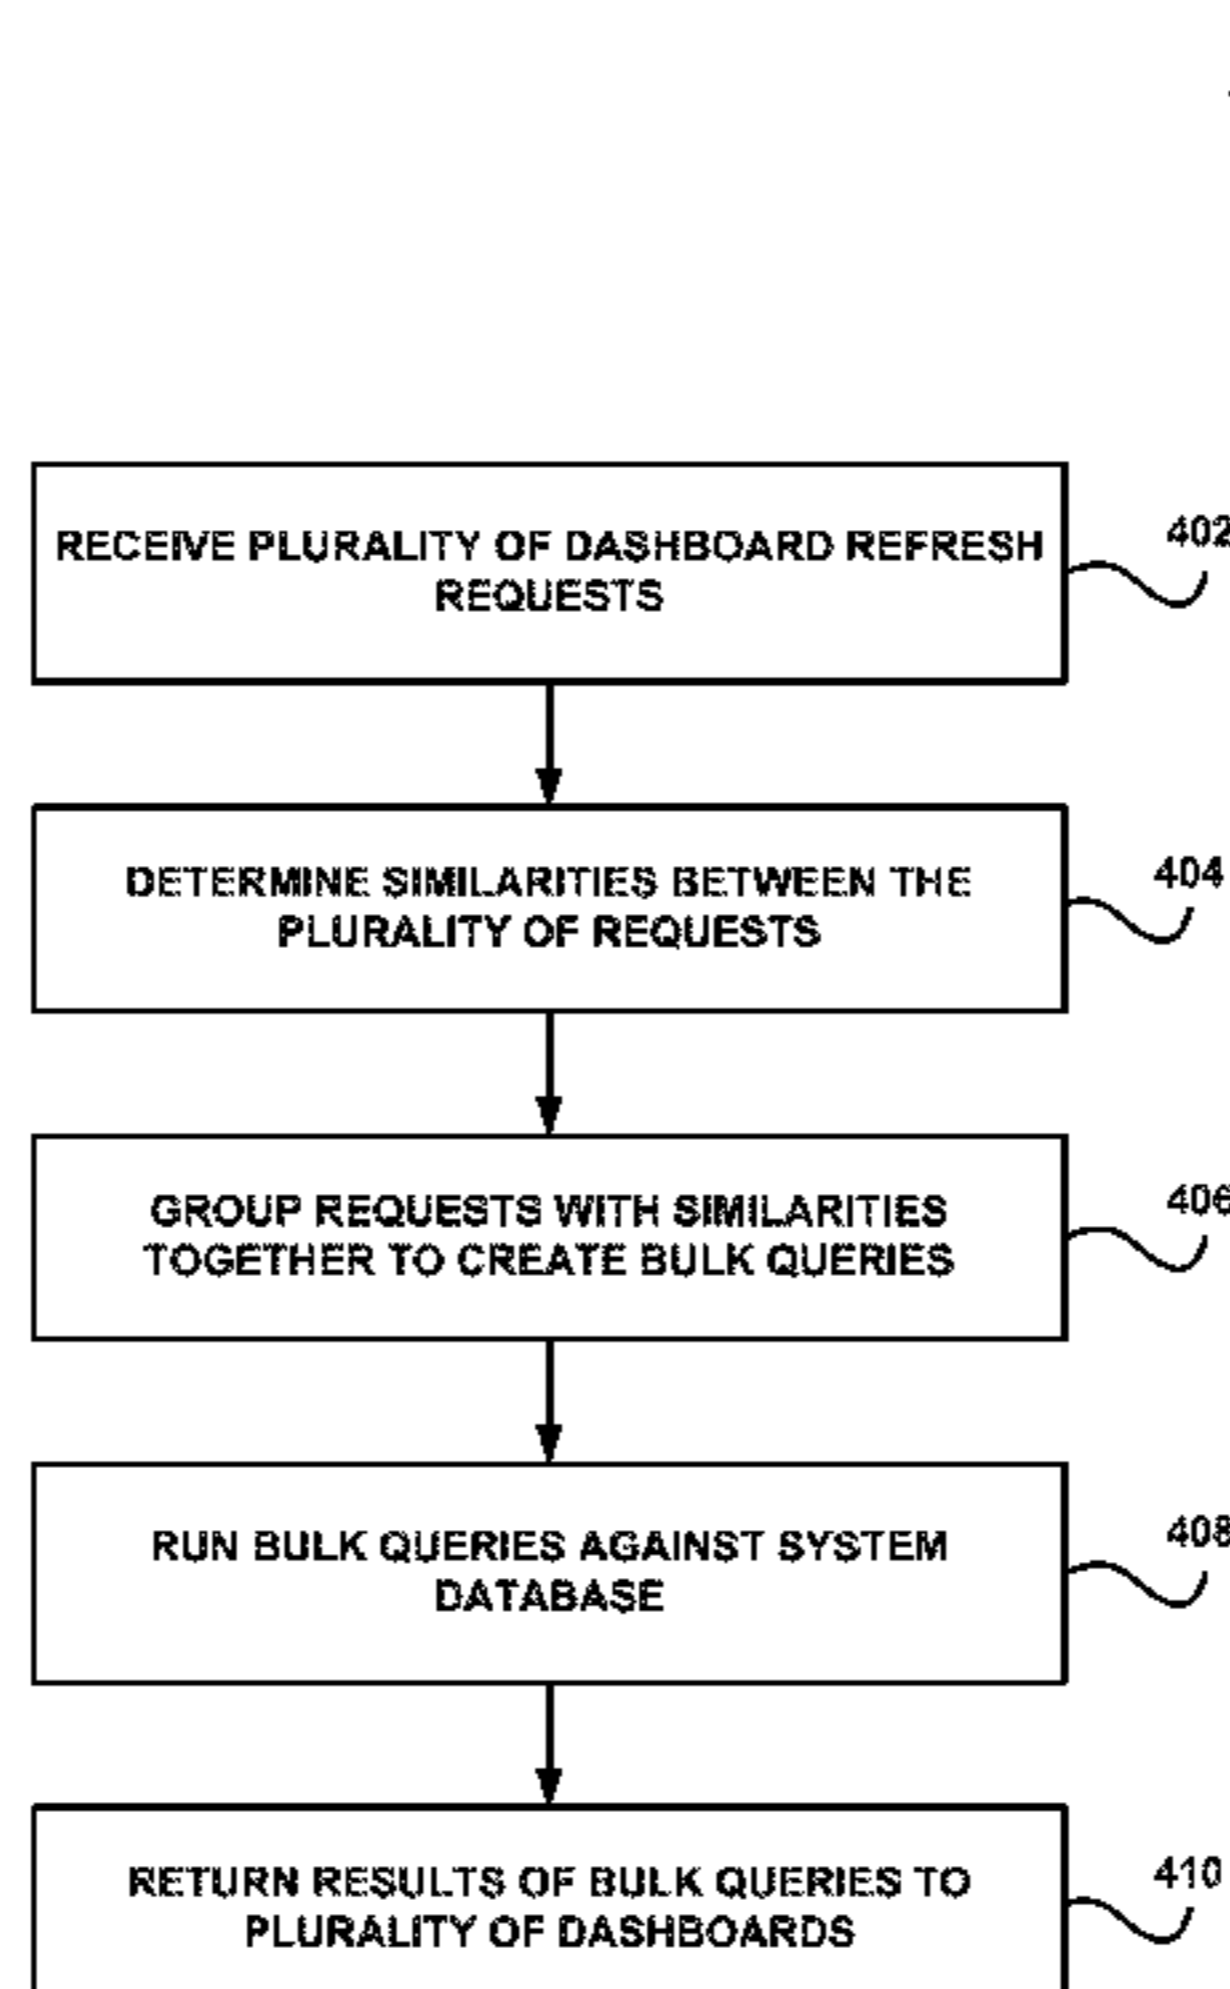 RECEIVE PLURALITY OF DASHBOARD REFRESH
REQUESTS
402
DETERMINE SIMILARITIES BETWEEN THE
PLURALITY OF REQUESTS
404
GROUP REQUESTS WITH SIMILARITIES
TOGETHER TO CREATE BULK QUERIES
406
RUN BULK QUERIES AGAINST SYSTEM
DATABASE
408
RETURN RESULTS OF BULK QUERIES TO
PLURALITY OF DASHBOARDS
410